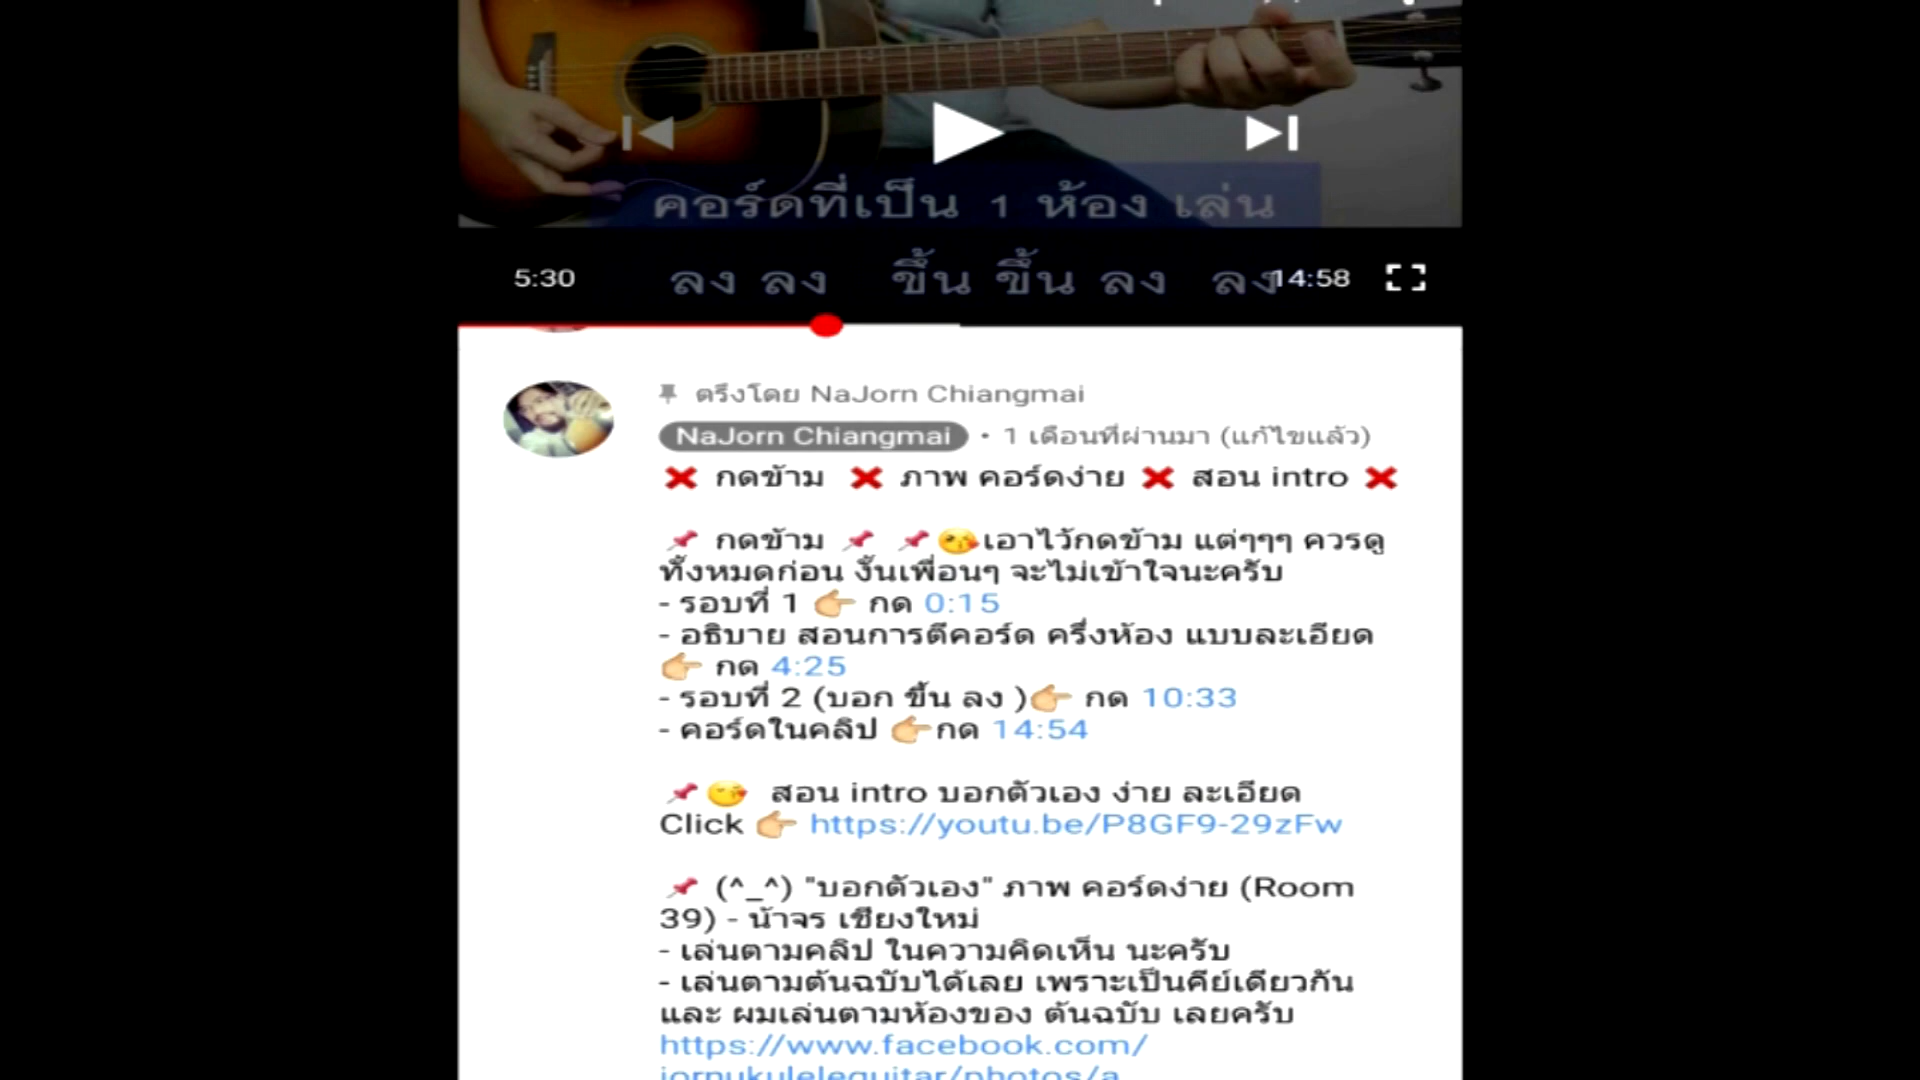 คอร์ดที่เป็น 1 ห้อง เล่น
5:30 ลง ลง ขึ้น ขึ้น ลง ลง 14:58
ตรึงโดย NaJorn Chiangmai
NaJorn Chiangmai • 1 เดือนที่ผ่านมา (แก้ไขแล้ว)
❌ กดข้าม ❌ ภาพ คอร์ดง่าย ❌ สอน intro ❌
📌 กดข้าม 📌 📌😘เอาไว้กดข้าม แต่ๆๆๆ ควรดู
ทั้งหมดก่อน งั้นเพื่อนๆ จะไม่เข้าใจนะครับ
- รอบที่ 1 👉 กด 0:15
- อธิบาย สอนการตีคอร์ด ครึ่งห้อง แบบละเอียด
👉 กด 4:25
- รอบที่ 2 (บอก ขึ้น ลง )👉 กด 10:33
- คอร์ดในคลิป 👉กด 14:54
📌😘 สอน intro บอกตัวเอง ง่าย ละเอียด
Click 👉 https://youtu.be/P8GF9-29zFw
📌 (^_^) "บอกตัวเอง" ภาพ คอร์ดง่าย (Room
39) - น้าจร เชียงใหม่
- เล่นตามคลิป ในความคิดเห็น นะครับ
- เล่นตามต้นฉบับได้เลย เพราะเป็นคีย์เดียวกัน
และ ผมเล่นตามห้องของ ต้นฉบับ เลยครับ
https://www.facebook.com/
jornukuleleguitar/photos/a